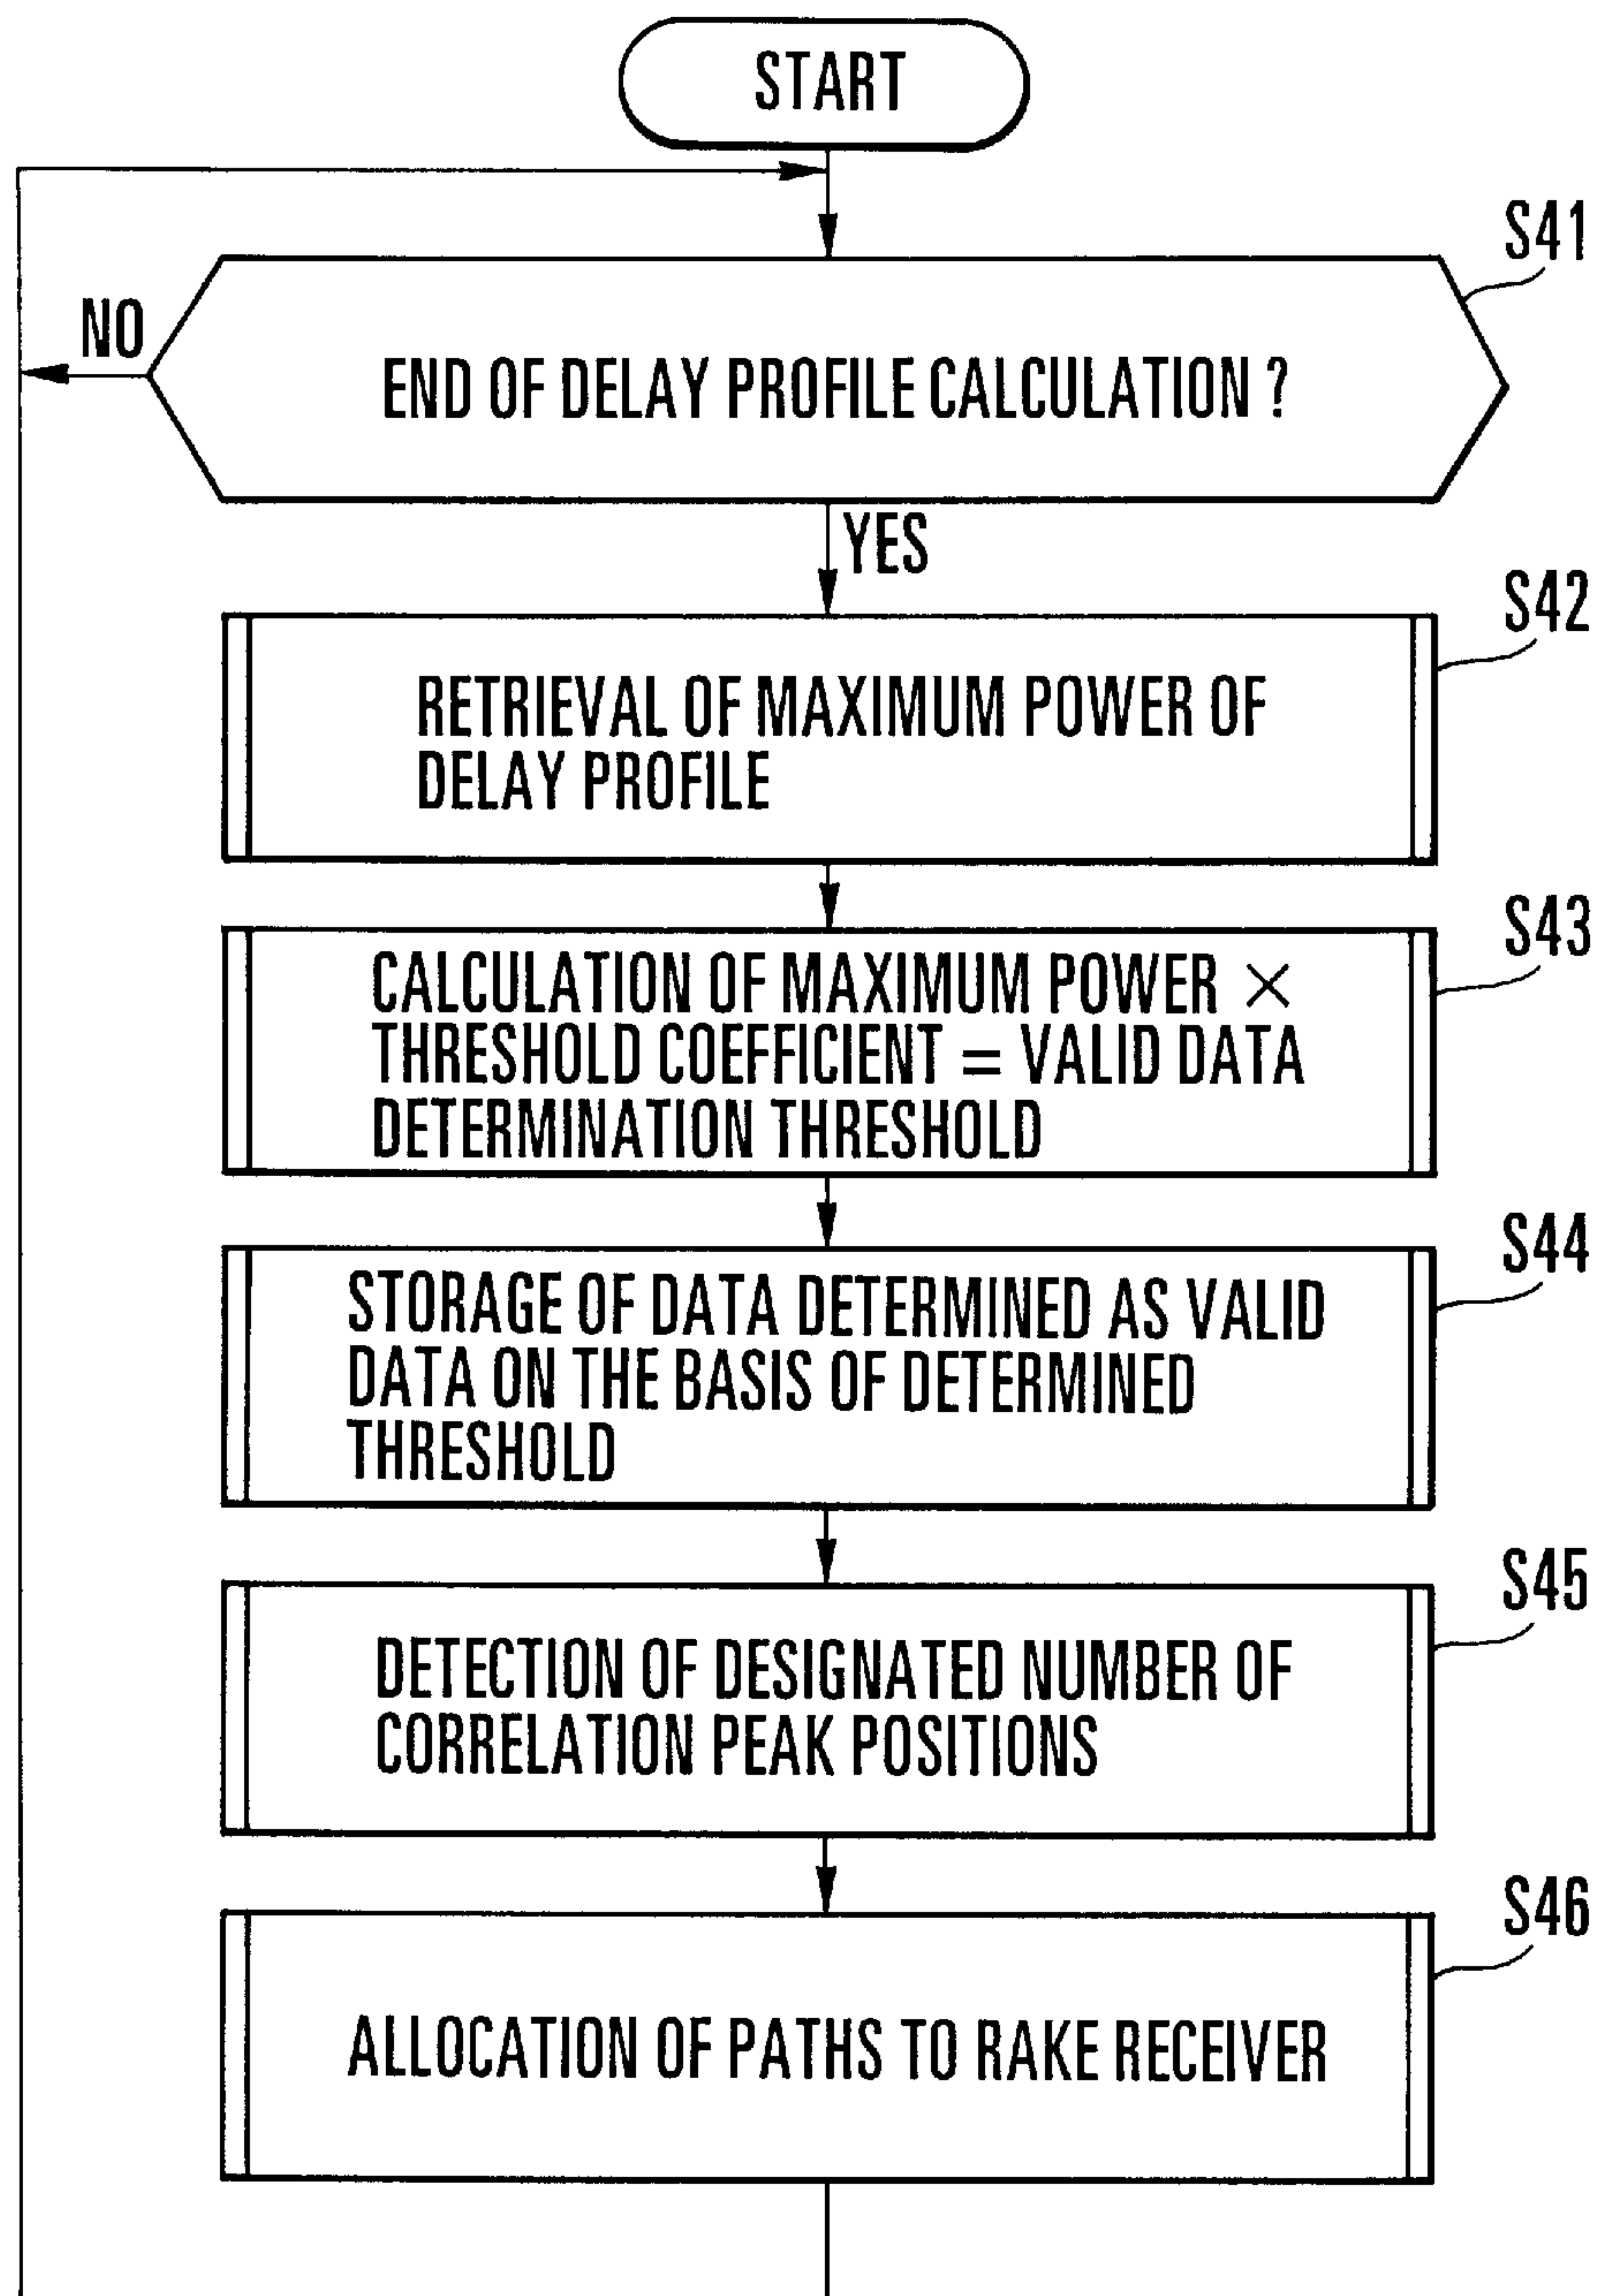 START
S41
NO
END OF DELAY PROFILE CALCULATION ?
YES
S42
RETRIEVAL OF MAXIMUM POWER OF
DELAY PROFILE
S43
CALCULATION OF MAXIMUM POWER ×
THRESHOLD COEFFICIENT = VALID DATA
DETERMINATION THRESHOLD
S44
STORAGE OF DATA DETERMINED AS VALID
DATA ON THE BASIS OF DETERMINED
THRESHOLD
S45
DETECTION OF DESIGNATED NUMBER OF
CORRELATION PEAK POSITIONS
S46
ALLOCATION OF PATHS TO RAKE RECEIVER